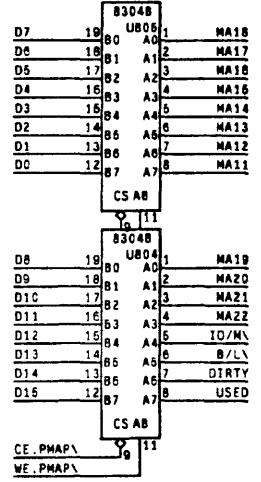 8304B
U805
D7 19 B0 A0 1 MA18
D6 18 B1 A1 2 MA17
D5 17 B2 A2 3 MA16
D4 16 B3 A3 4 MA15
D3 15 B4 A4 5 MA14
D2 14 B5 A5 6 MA13
D1 13 B6 A6 7 MA12
D0 12 B7 A7 8 MA11
CS AB
9 11
8304B
U804
D8 19 B0 A0 1 MA19
D9 18 B1 A1 2 MA20
D10 17 B2 A2 3 MA21
D11 16 B3 A3 4 MA22
D12 15 B4 A4 5 IO/M\
D13 14 B5 A5 6 B/L\
D14 13 B6 A6 7 DIRTY
D15 12 B7 A7 8 USED
CS AB
CE.PMAP\ 9 11
WE.PMAP\